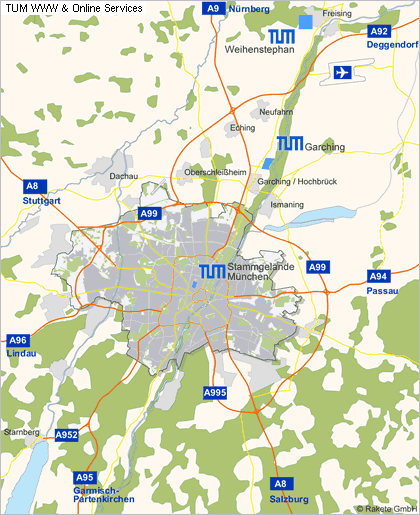 TUM WWW & Online Services
A9
Nürnberg
Freising
TUM
Weihenstephan
A92
Deggendorf
Neufahrn
Eching
TUM Garching
Dachau
Oberschleißheim
Garching / Hochbrück
A8
Stuttgart
Ismaning
A99
TUM Stammgelände
München
A99
A94
Passau
A96
Lindau
A995
Starnberg
A952
A95
Garmisch-
Partenkirchen
A8
Salzburg
© Rakete GmbH